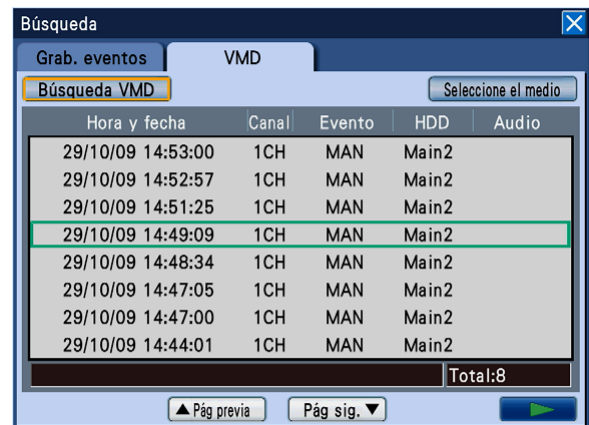 Búsqueda
Grab. eventos VMD
Búsqueda VMD Seleccione el medio
Hora y fecha Canal Evento HDD Audio
29/10/09 14:53:00 1CH MAN Main2
29/10/09 14:52:57 1CH MAN Main2
29/10/09 14:51:25 1CH MAN Main2
29/10/09 14:49:09 1CH MAN Main2
29/10/09 14:48:34 1CH MAN Main2
29/10/09 14:47:05 1CH MAN Main2
29/10/09 14:47:00 1CH MAN Main2
29/10/09 14:44:01 1CH MAN Main2
Total:8
▲ Pág previa Pág sig. ▼